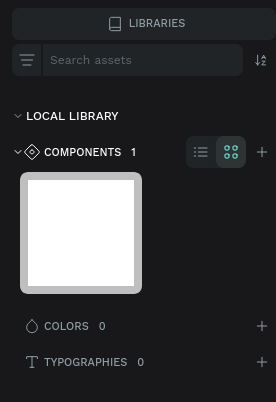 LIBRARIES
Search assets
LOCAL LIBRARY
COMPONENTS 1
COLORS 0
TYPOGRAPHIES 0